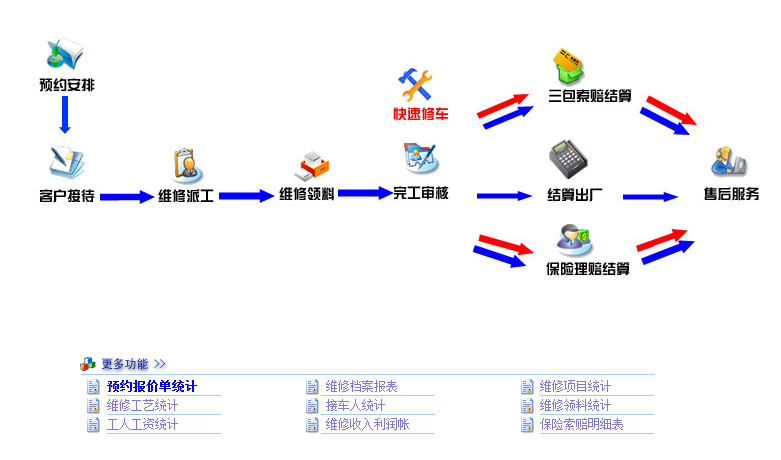 预约安排
快速修车
三包索赔结算
客户接待
维修派工
维修领料
完工审核
结算出厂
售后服务
保险理赔结算
更多功能 >>
预约报价单统计
维修档案报表
维修项目统计
维修工艺统计
接车人统计
维修领料统计
工人工资统计
维修收入利润帐
保险索赔明细表